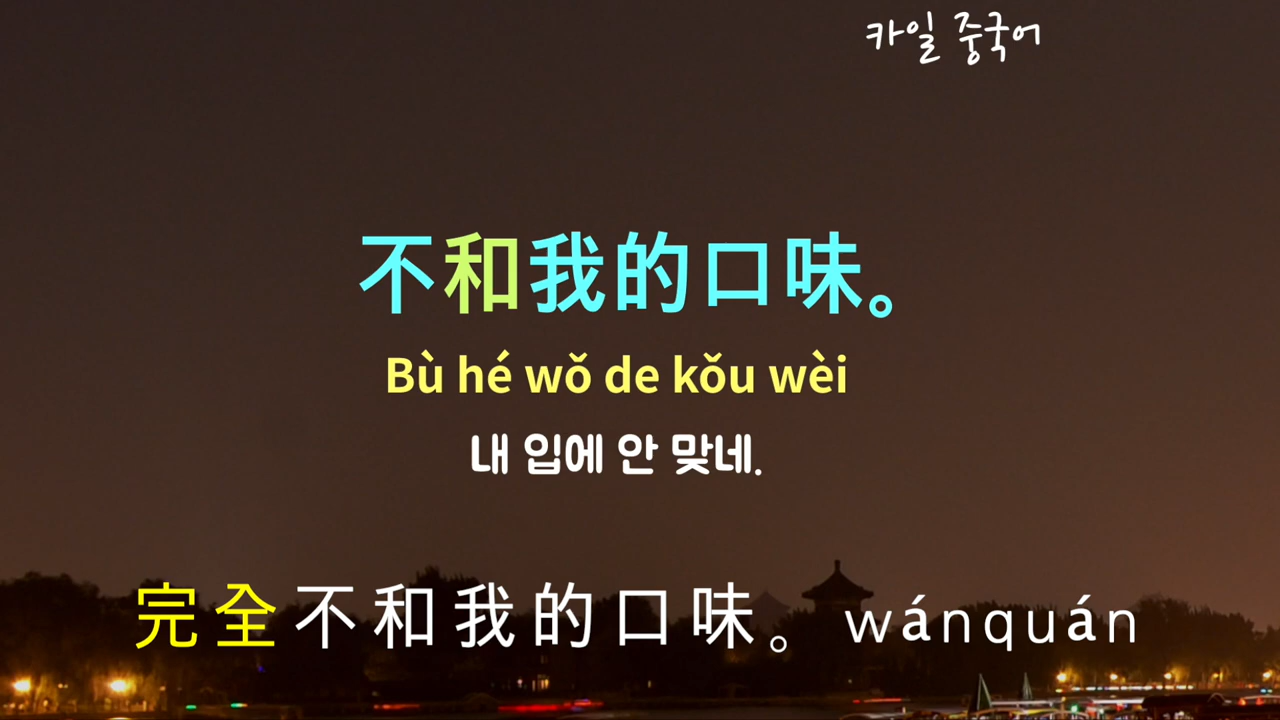 카일 중국어
不和我的口味。
Bù hé wǒ de kǒu wèi
내 입에 안 맞네.
完全不和我的口味。 wánquán